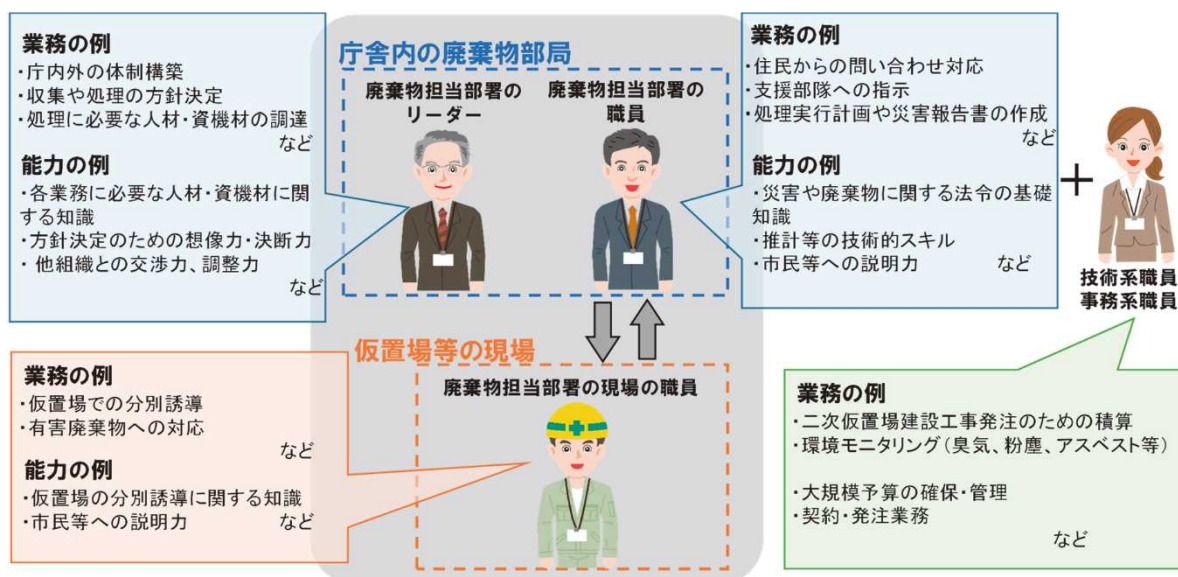 業務の例
・庁内外の体制構築
・収集や処理の方針決定
・処理に必要な人材・資機材の調達
など
能力の例
・各業務に必要な人材・資機材に関
する知識
・方針決定のための想像力・決断力
・他組織との交渉力、調整力
など
庁舎内の廃棄物部局
廃棄物担当部署の
リーダー
廃棄物担当部署の
職員
業務の例
・住民からの問い合わせ対応
・支援部隊への指示
・処理実行計画や災害報告書の作成
など
能力の例
・災害や廃棄物に関する法令の基礎
知識
・推計等の技術的スキル
・市民等への説明力 など
+
技術系職員
事務系職員
仮置場等の現場
廃棄物担当部署の現場の職員
業務の例
・仮置場での分別誘導
・有害廃棄物への対応
など
能力の例
・仮置場の分別誘導に関する知識
・市民等への説明力 など
業務の例
・二次仮置場建設工事発注のための積算
・環境モニタリング（臭気、粉塵、アスベスト等）
・大規模予算の確保・管理
・契約・発注業務
など